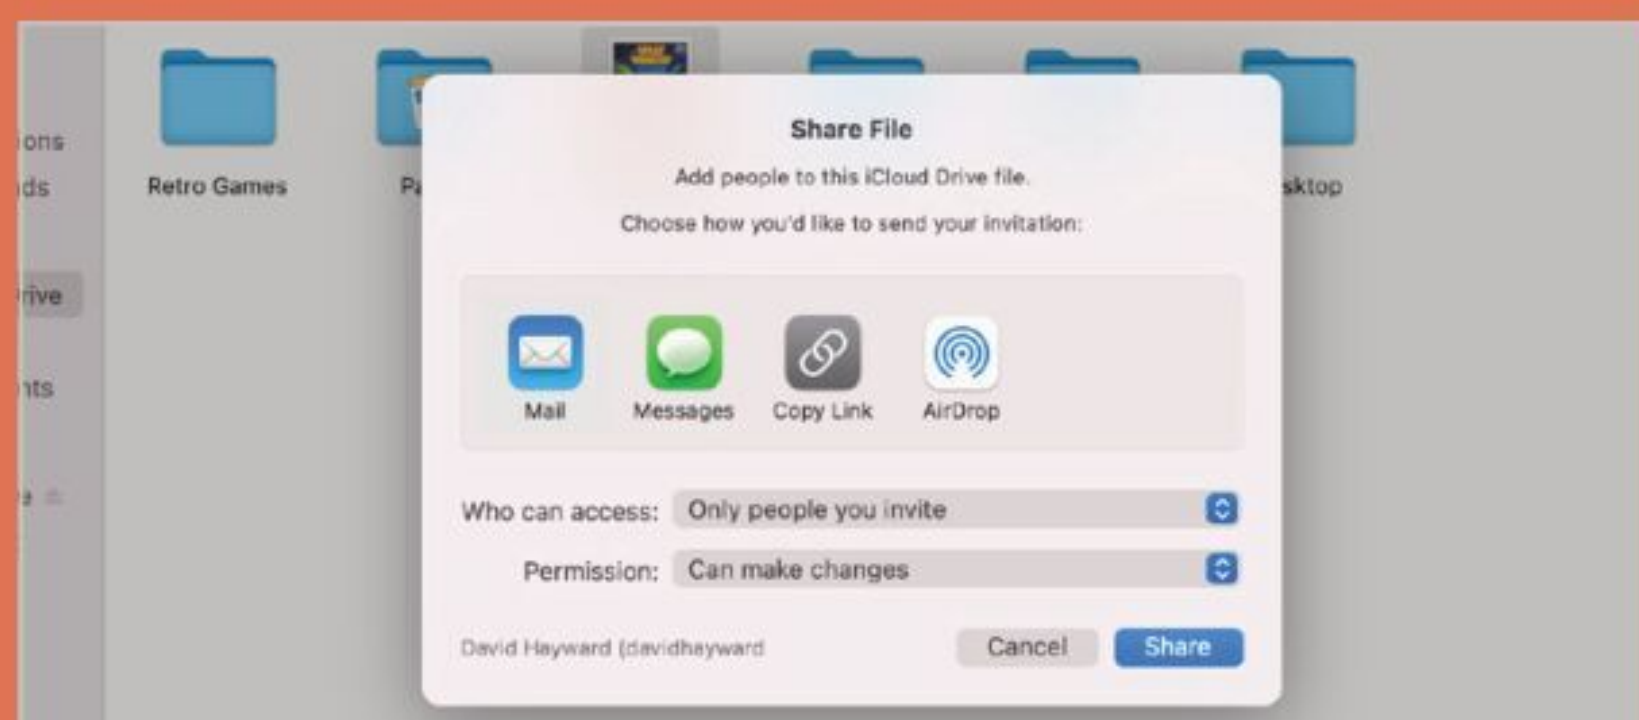 ons
ds
rive
nts
Retro Games
Pa
sktop
Share File
Add people to this iCloud Drive file.
Choose how you'd like to send your invitation:
Mail
Messages
Copy Link
AirDrop
Who can access: Only people you invite
Permission: Can make changes
David Hayward (davidhayward
Cancel
Share